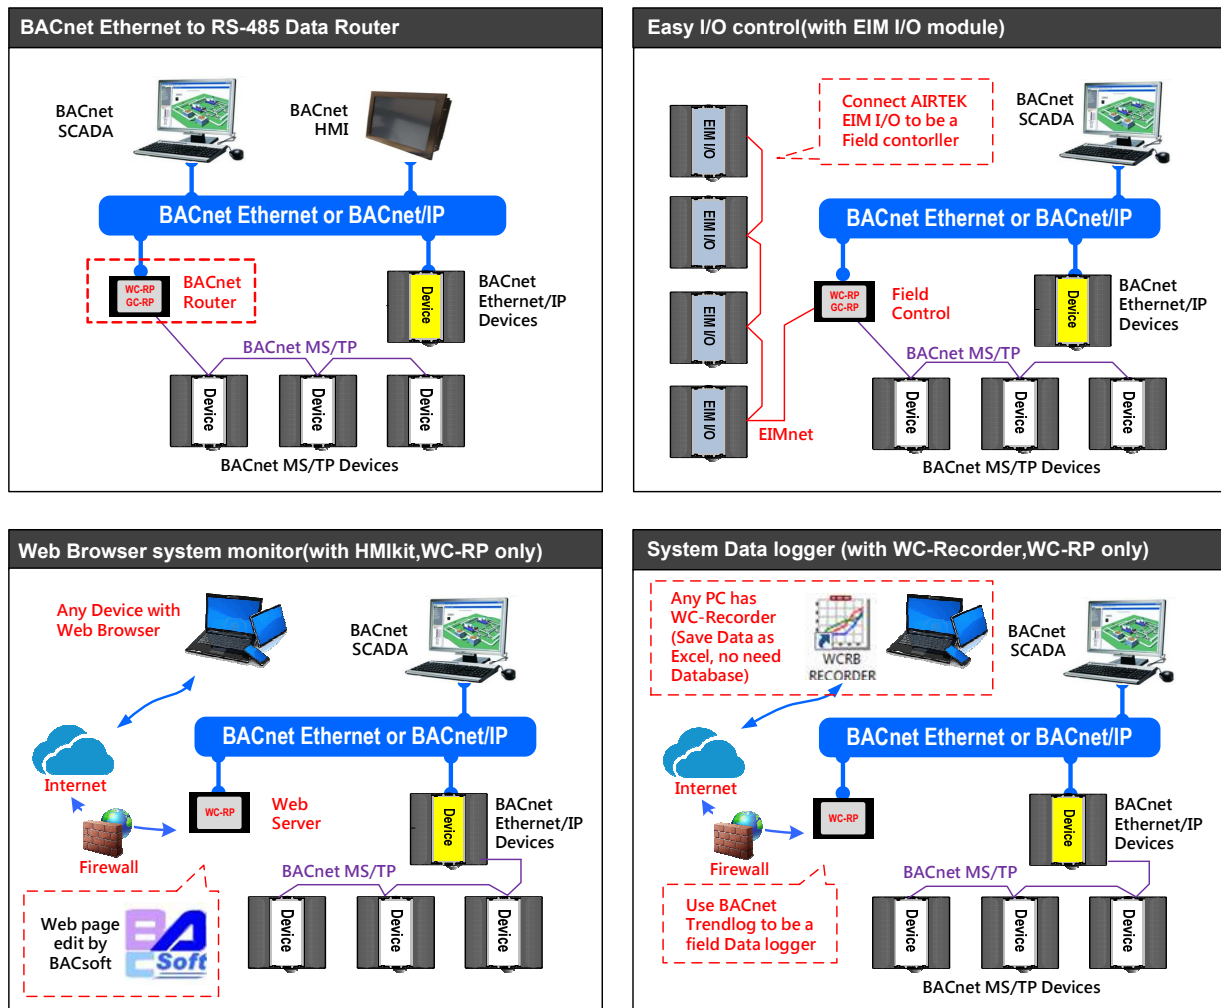 BACnet Ethernet to RS-485 Data Router
BACnet
SCADA
BACnet
HMI
BACnet Ethernet or BACnet/IP
WC-RP
GC-RP
BACnet
Router
Device
BACnet
Ethernet/IP
Devices
BACnet MS/TP
Device
Device
Device
BACnet MS/TP Devices
Easy I/O control(with EIM I/O module)
EIM I/O
EIM I/O
EIM I/O
EIM I/O
Connect AIRTEK
EIM I/O to be a
Field contorller
BACnet
SCADA
BACnet Ethernet or BACnet/IP
WC-RP
GC-RP
Field
Control
Device
BACnet
Ethernet/IP
Devices
BACnet MS/TP
EIMnet
Device
Device
Device
BACnet MS/TP Devices
Web Browser system monitor(with HMIkit,WC-RP only)
Any Device with
Web Browser
BACnet
SCADA
BACnet Ethernet or BACnet/IP
Internet
WC-RP
Web
Server
Firewall
Device
BACnet
Ethernet/IP
Devices
BACnet MS/TP
Web page
edit by
BACsoft
BAC
Soft
Device
Device
Device
System Data logger (with WC-Recorder,WC-RP only)
Any PC has
WC-Recorder
(Save Data as
Excel, no need
Database)
WCRB
RECORDER
BACnet
SCADA
BACnet Ethernet or BACnet/IP
Internet
WC-RP
Firewall
Device
BACnet
Ethernet/IP
Devices
BACnet MS/TP
Use BACnet
Trendlog to be a
field Data logger
Device
Device
Device
BACnet MS/TP Devices